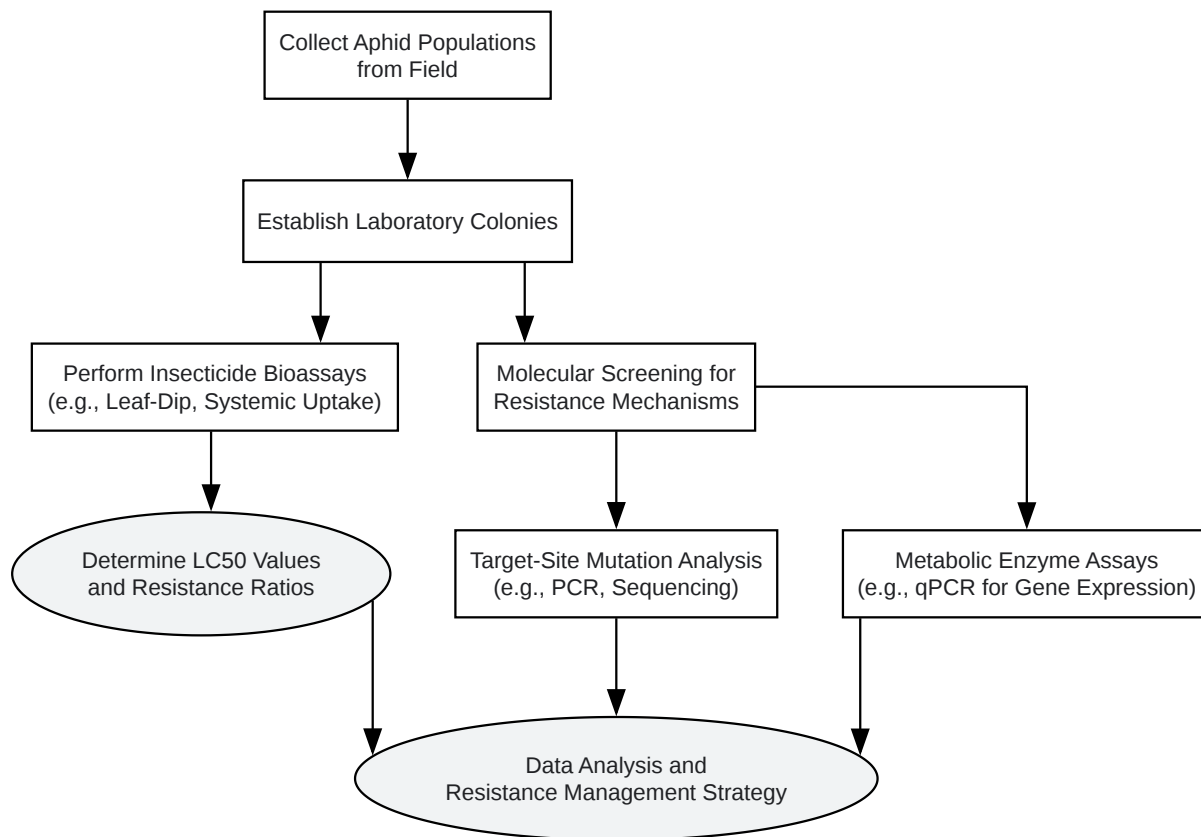 Collect Aphid Populations
from Field
Establish Laboratory Colonies
Perform Insecticide Bioassays
(e.g., Leaf-Dip, Systemic Uptake)
Molecular Screening for
Resistance Mechanisms
Determine LC50 Values
and Resistance Ratios
Target-Site Mutation Analysis
(e.g., PCR, Sequencing)
Metabolic Enzyme Assays
(e.g., qPCR for Gene Expression)
Data Analysis and
Resistance Management Strategy